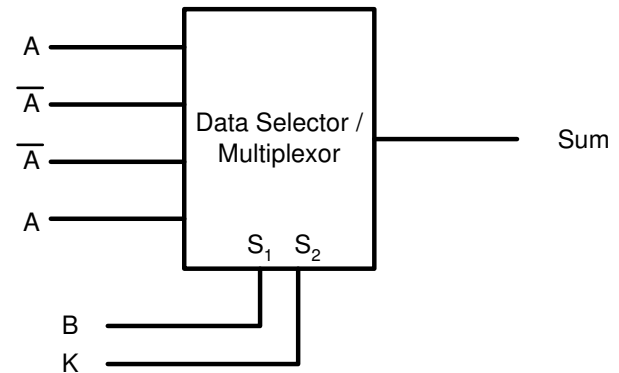 A
A̅
Data Selector /
Multiplexor
Sum
A̅
A
S₁ S₂
B
K